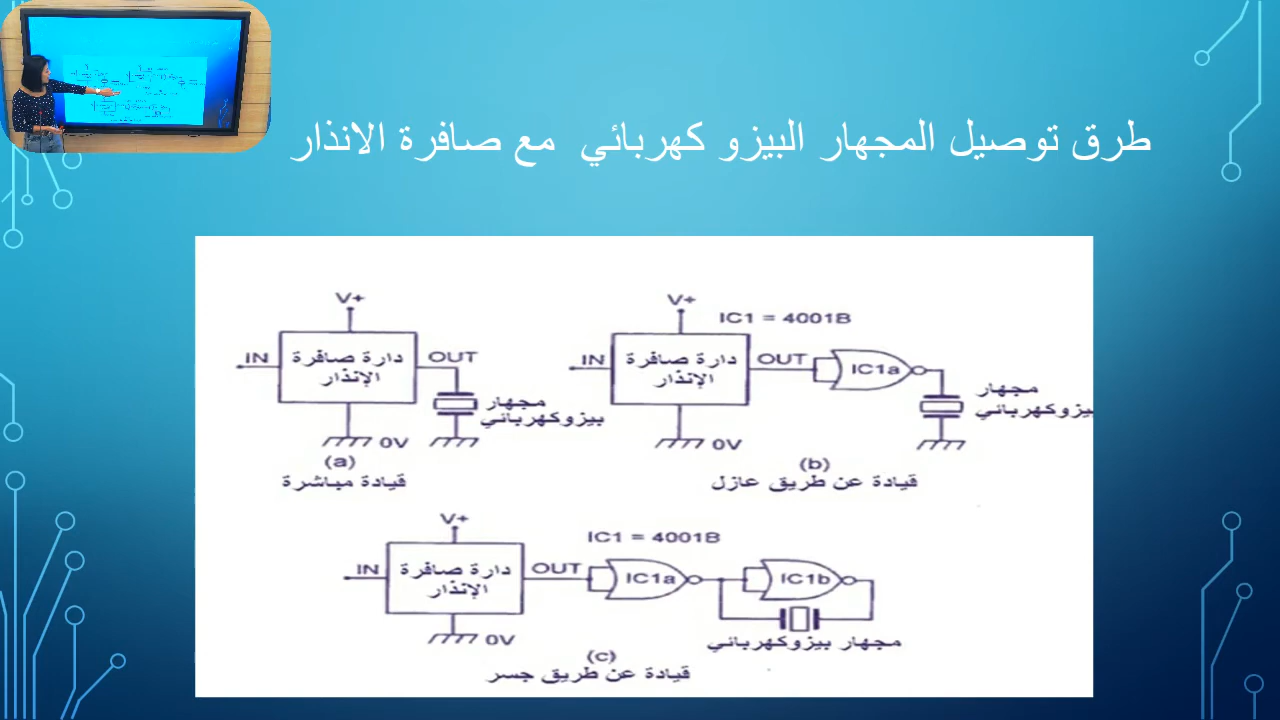 طرق توصيل المجهار البيزو كهربائي مع صافرة الانذار
V+
IN
دارة صافرة
الإنذار
OUT
مجهار
بيزوكهربائي
0V
(a)
قيادة مباشرة
V+
IC1 = 4001B
IN
دارة صافرة
الإنذار
OUT
IC1a
مجهار
بيزوكهربائي
0V
(b)
قيادة عن طريق عازل
V+
IC1 = 4001B
IN
دارة صافرة
الإنذار
OUT
IC1a
IC1b
0V
مجهار بيزوكهربائي
(c)
قيادة عن طريق جسر